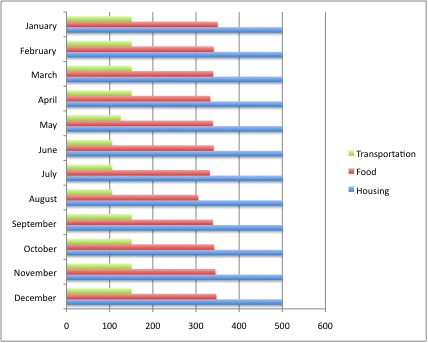 January
February
March
April
May
June
July
August
September
October
November
December
0 100 200 300 400 500 600
Transportation
Food
Housing